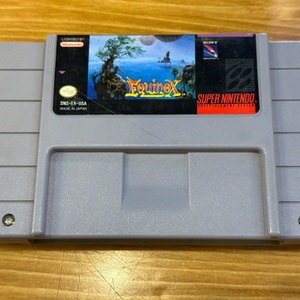 LICENSED BY
Nintendo
SNS-EX-USA
MADE IN JAPAN
EQUINOX
SONY
SUPER NINTENDO